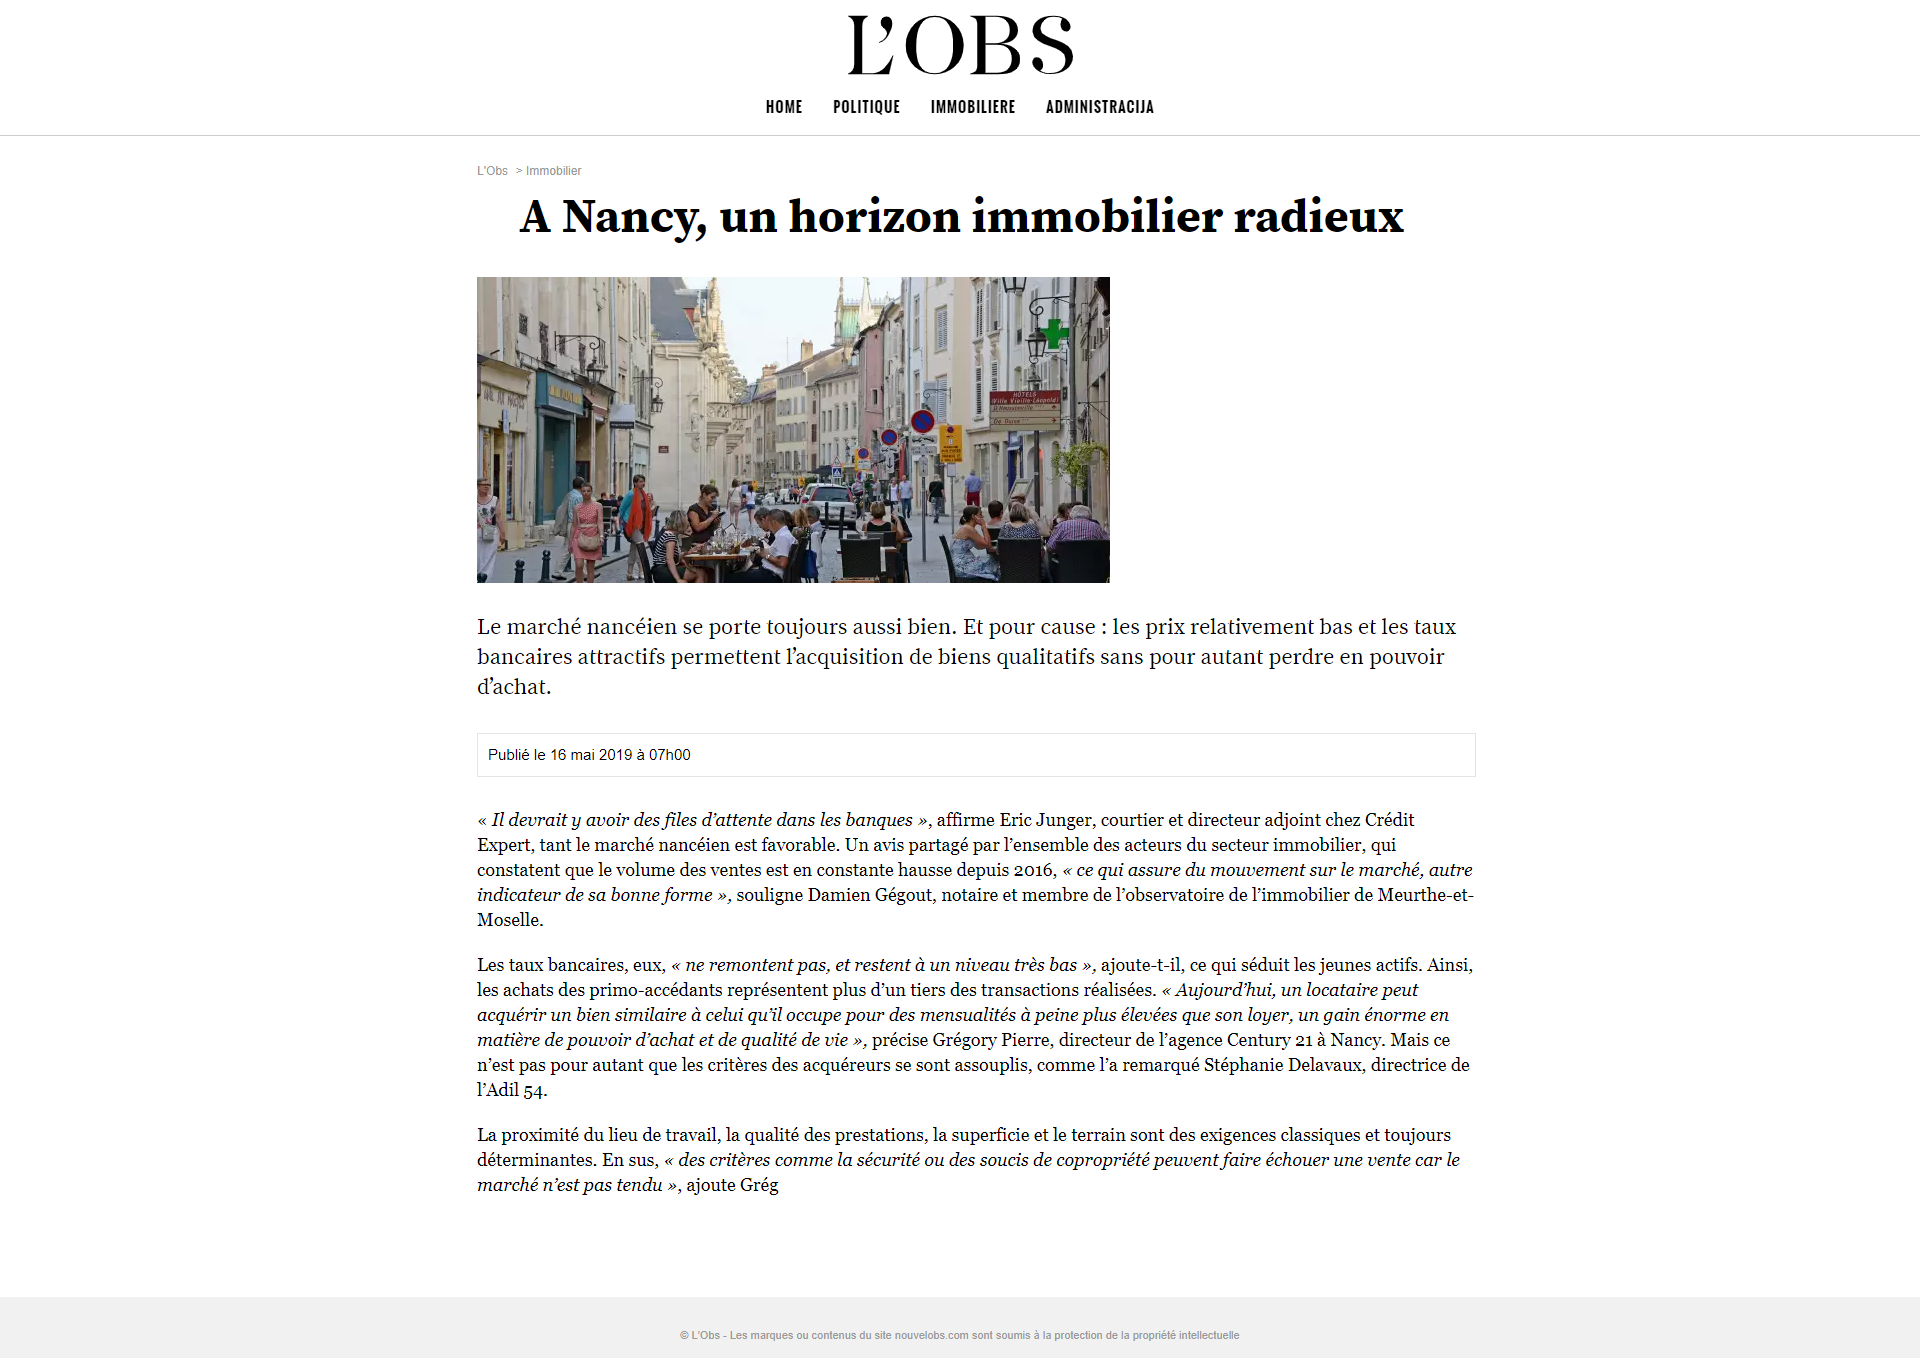 L'OBS
HOME POLITIQUE IMMOBILIERE ADMINISTRACIJA
L'Obs > Immobilier
A Nancy, un horizon immobilier radieux
HÔTELS
De Guise
Le marché nancéien se porte toujours aussi bien. Et pour cause : les prix relativement bas et les taux
bancaires attractifs permettent l’acquisition de biens qualitatifs sans pour autant perdre en pouvoir
d’achat.
Publié le 16 mai 2019 à 07h00
« Il devrait y avoir des files d’attente dans les banques », affirme Eric Junger, courtier et directeur adjoint chez Crédit
Expert, tant le marché nancéien est favorable. Un avis partagé par l’ensemble des acteurs du secteur immobilier, qui
constatent que le volume des ventes est en constante hausse depuis 2016, « ce qui assure du mouvement sur le marché, autre
indicateur de sa bonne forme », souligne Damien Gégout, notaire et membre de l’observatoire de l’immobilier de Meurthe-et-
Moselle.
Les taux bancaires, eux, « ne remontent pas, et restent à un niveau très bas », ajoute-t-il, ce qui séduit les jeunes actifs. Ainsi,
les achats des primo-accédants représentent plus d’un tiers des transactions réalisées. « Aujourd’hui, un locataire peut
acquérir un bien similaire à celui qu’il occupe pour des mensualités à peine plus élevées que son loyer, un gain énorme en
matière de pouvoir d’achat et de qualité de vie », précise Grégory Pierre, directeur de l’agence Century 21 à Nancy. Mais ce
n’est pas pour autant que les critères des acquéreurs se sont assouplis, comme l’a remarqué Stéphanie Delavaux, directrice de
l’Adil 54.
La proximité du lieu de travail, la qualité des prestations, la superficie et le terrain sont des exigences classiques et toujours
déterminantes. En sus, « des critères comme la sécurité ou des soucis de copropriété peuvent faire échouer une vente car le
marché n’est pas tendu », ajoute Grég
© L'Obs - Les marques ou contenus du site nouvelobs.com sont soumis à la protection de la propriété intellectuelle